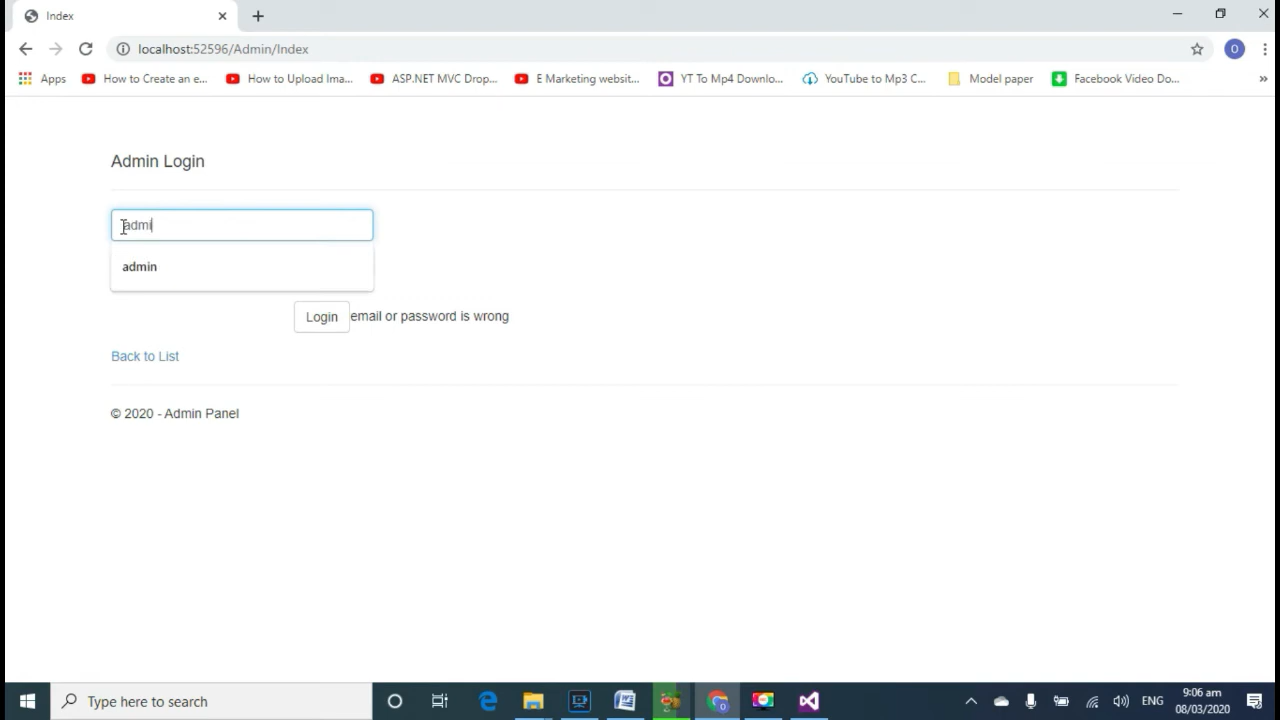 Index
localhost:52596/Admin/Index
O
Apps
How to Create an e...
How to Upload Ima...
ASP.NET MVC Drop...
E Marketing websit...
YT To Mp4 Downlo...
YouTube to Mp3 C...
Model paper
Facebook Video Do...
»
Admin Login
admi
admin
Login email or password is wrong
Back to List
© 2020 - Admin Panel
Type here to search
ENG
9:06 am
08/03/2020